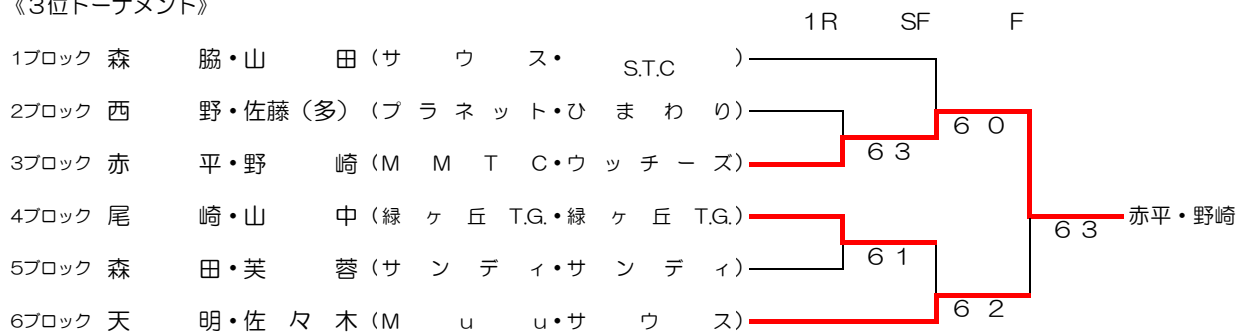 《3位トーナメント》
1R SF F
1ブロック 森 脇・山 田(サ ウ ス・ S.T.C )
2ブロック 西 野・佐藤(多)(プ ラ ネ ッ ト・ひ ま わ り)
6 0
6 3
3ブロック 赤 平・野 崎(M M T C・ウ ッ チ ー ズ)
4ブロック 尾 崎・山 中(緑 ヶ 丘 T.G.・緑 ヶ 丘 T.G.)
赤平・野崎
6 3
6 1
5ブロック 森 田・芙 蓉(サ ン デ ィ・サ ン デ ィ)
6ブロック 天 明・佐 々 木(M u u・サ ウ ス)
6 2